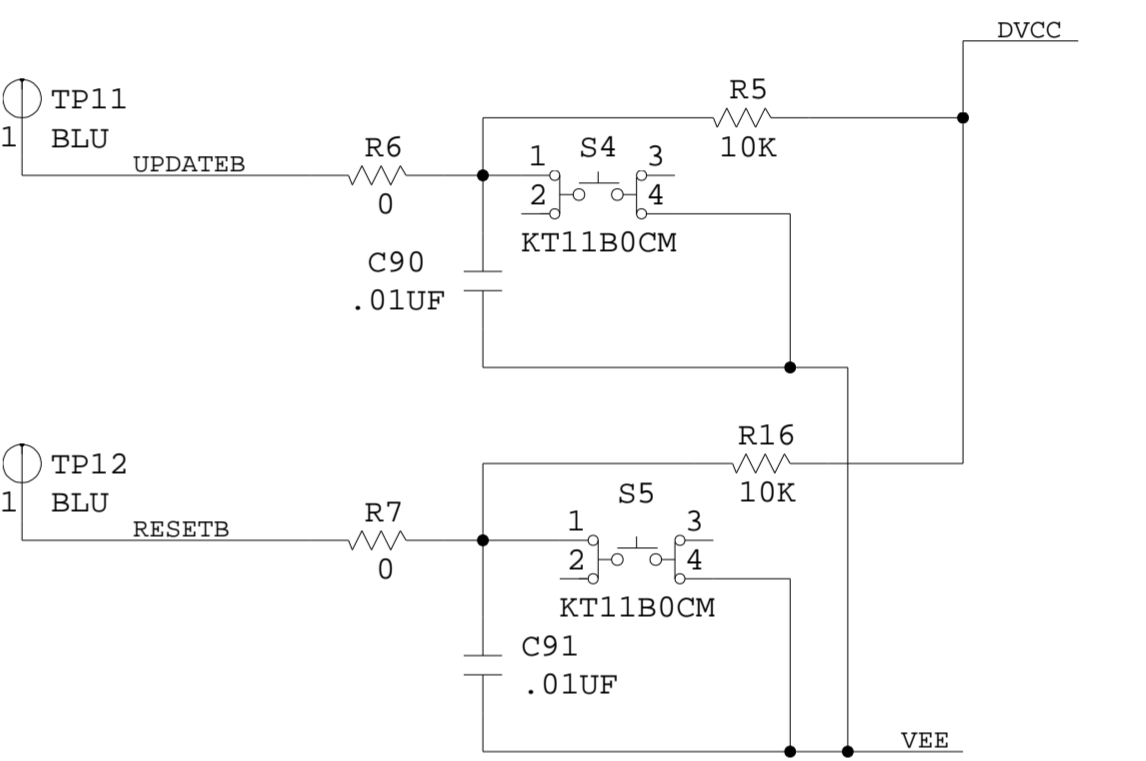 DVCC
TP11
R5
1
BLU
UPDATEB
R6
10K
0
1
S4
3
2
4
KT11B0CM
C90
.01UF
R16
TP12
10K
1
BLU
RESETB
R7
S5
0
1
3
2
4
KT11B0CM
C91
.01UF
VEE